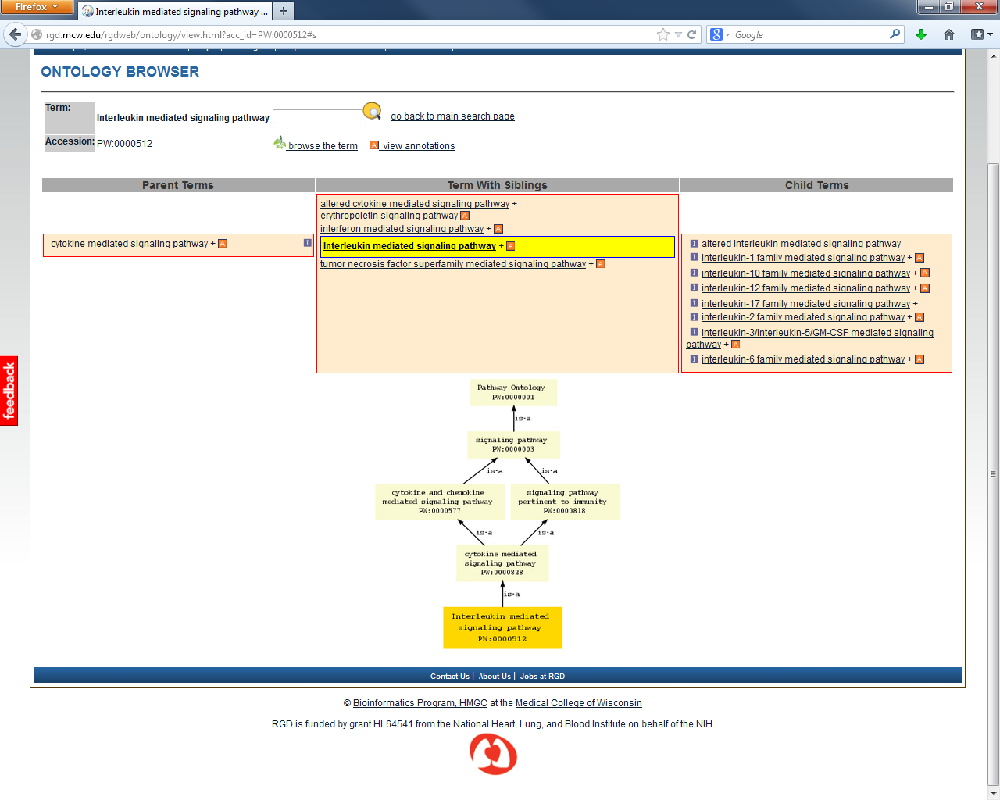 Firefox
Interleukin mediated signaling pathway ...
rgd.mcw.edu/rgdweb/ontology/view.html?acc_id=PW:0000512#s
Google
ONTOLOGY BROWSER
Term:
Interleukin mediated signaling pathway
go back to main search page
Accession:
PW:0000512
browse the term
A view annotations
Parent Terms
Term With Siblings
Child Terms
cytokine mediated signaling pathway + A I
altered cytokine mediated signaling pathway +
erythropoietin signaling pathway A
interferon mediated signaling pathway + A
Interleukin mediated signaling pathway + A
tumor necrosis factor superfamily mediated signaling pathway + A
I altered interleukin mediated signaling pathway
I interleukin-1 family mediated signaling pathway + A
I interleukin-10 family mediated signaling pathway + A
I interleukin-12 family mediated signaling pathway + A
I interleukin-17 family mediated signaling pathway +
I interleukin-2 family mediated signaling pathway + A
I interleukin-3/interleukin-5/GM-CSF mediated signaling
pathway + A
I interleukin-6 family mediated signaling pathway + A
feedback
Pathway Ontology
PW:0000001
is-a
signaling pathway
PW:0000003
is-a
is-a
cytokine and chemokine
mediated signaling pathway
PW:0000577
signaling pathway
pertinent to immunity
PW:0000818
is-a
is-a
cytokine mediated
signaling pathway
PW:0000828
is-a
Interleukin mediated
signaling pathway
PW:0000512
Contact Us | About Us | Jobs at RGD
© Bioinformatics Program, HMGC at the Medical College of Wisconsin
RGD is funded by grant HL64541 from the National Heart, Lung, and Blood Institute on behalf of the NIH.